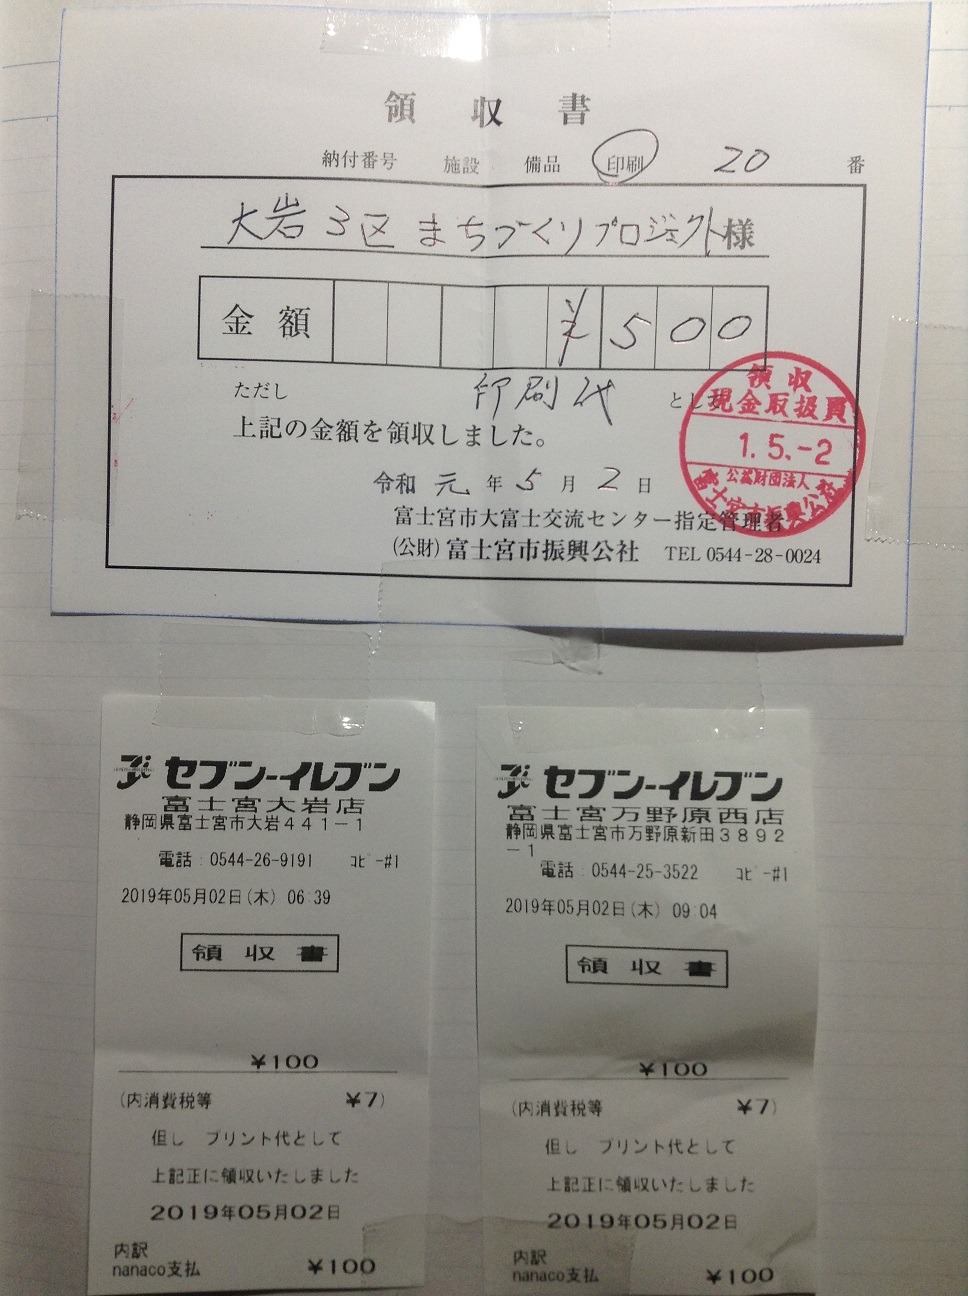 領収書
納付番号 施設 備品 印刷 20 番
大岩3区まちづくりプロジェクト様
金額 ¥500
ただし 印刷代 として
上記の金額を領収しました。
令和 元 年 5 月 2 日
富士宮市大富士交流センター指定管理者
(公財)富士宮市振興公社 TEL 0544-28-0024
領収
現金取扱員
1.5.-2
公益財団法人
富士宮市振興公社
セブン-イレブン
富士宮大岩店
静岡県富士宮市大岩441-1
電話:0544-26-9191 コピー#1
2019年05月02日(木) 06:39
領収書
¥100
(内消費税等 ¥7)
但し プリント代として
上記正に領収いたしました
2019年05月02日
内訳
nanaco支払 ¥100
セブン-イレブン
富士宮万野原西店
静岡県富士宮市万野原新田3892
-1
電話:0544-25-3522 コピー#1
2019年05月02日(木) 09:04
領収書
¥100
(内消費税等 ¥7)
但し プリント代として
上記正に領収いたしました
2019年05月02日
内訳
nanaco支払 ¥100